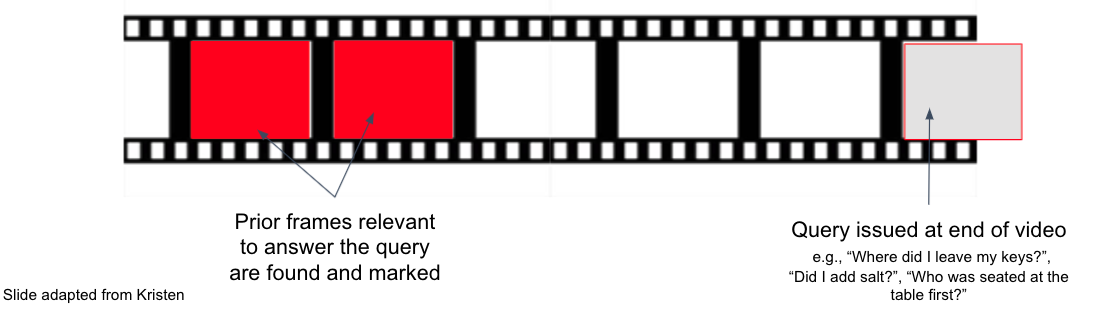 Prior frames relevant
to answer the query
are found and marked
Query issued at end of video
e.g., “Where did I leave my keys?”,
“Did I add salt?”, “Who was seated at the
table first?”
Slide adapted from Kristen